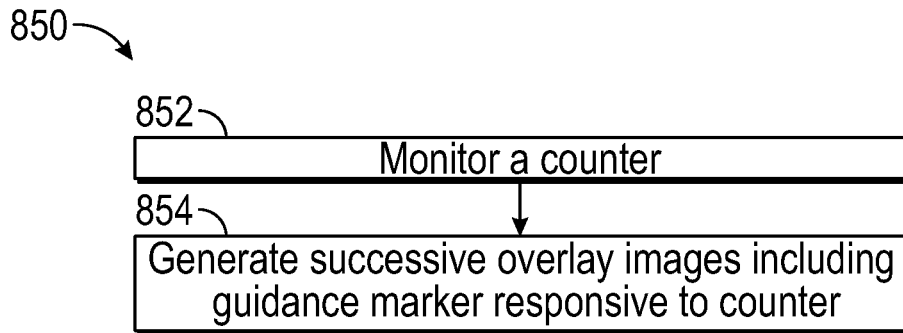 850
852
Monitor a counter
854
Generate successive overlay images including
guidance marker responsive to counter